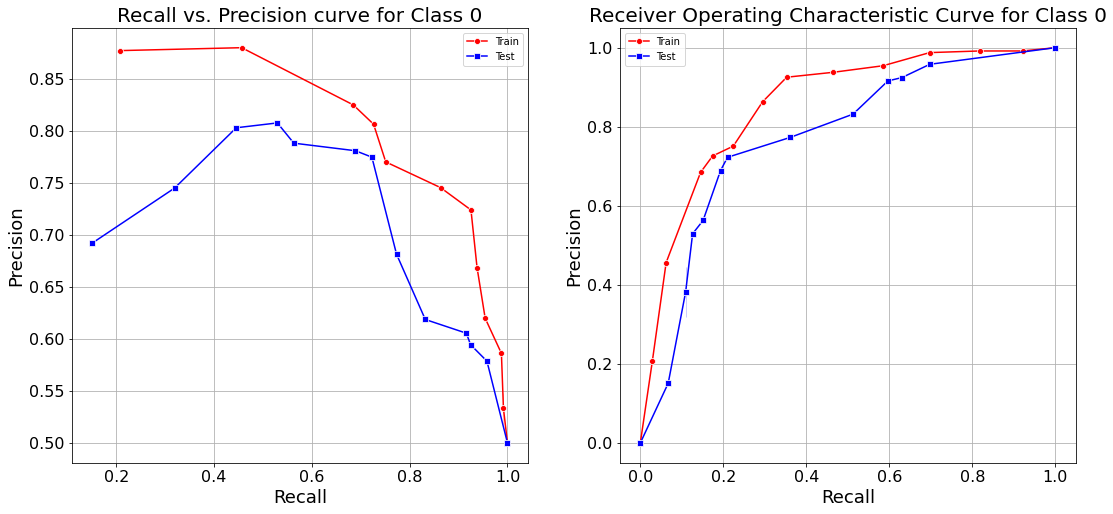 Recall vs. Precision curve for Class 0
Train
Test
0.85
0.80
0.75
0.70
0.65
0.60
0.55
0.50
Precision
0.2
0.4
0.6
0.8
1.0
Recall
Receiver Operating Characteristic Curve for Class 0
Train
Test
1.0
0.8
0.6
0.4
0.2
0.0
Precision
0.0
0.2
0.4
0.6
0.8
1.0
Recall